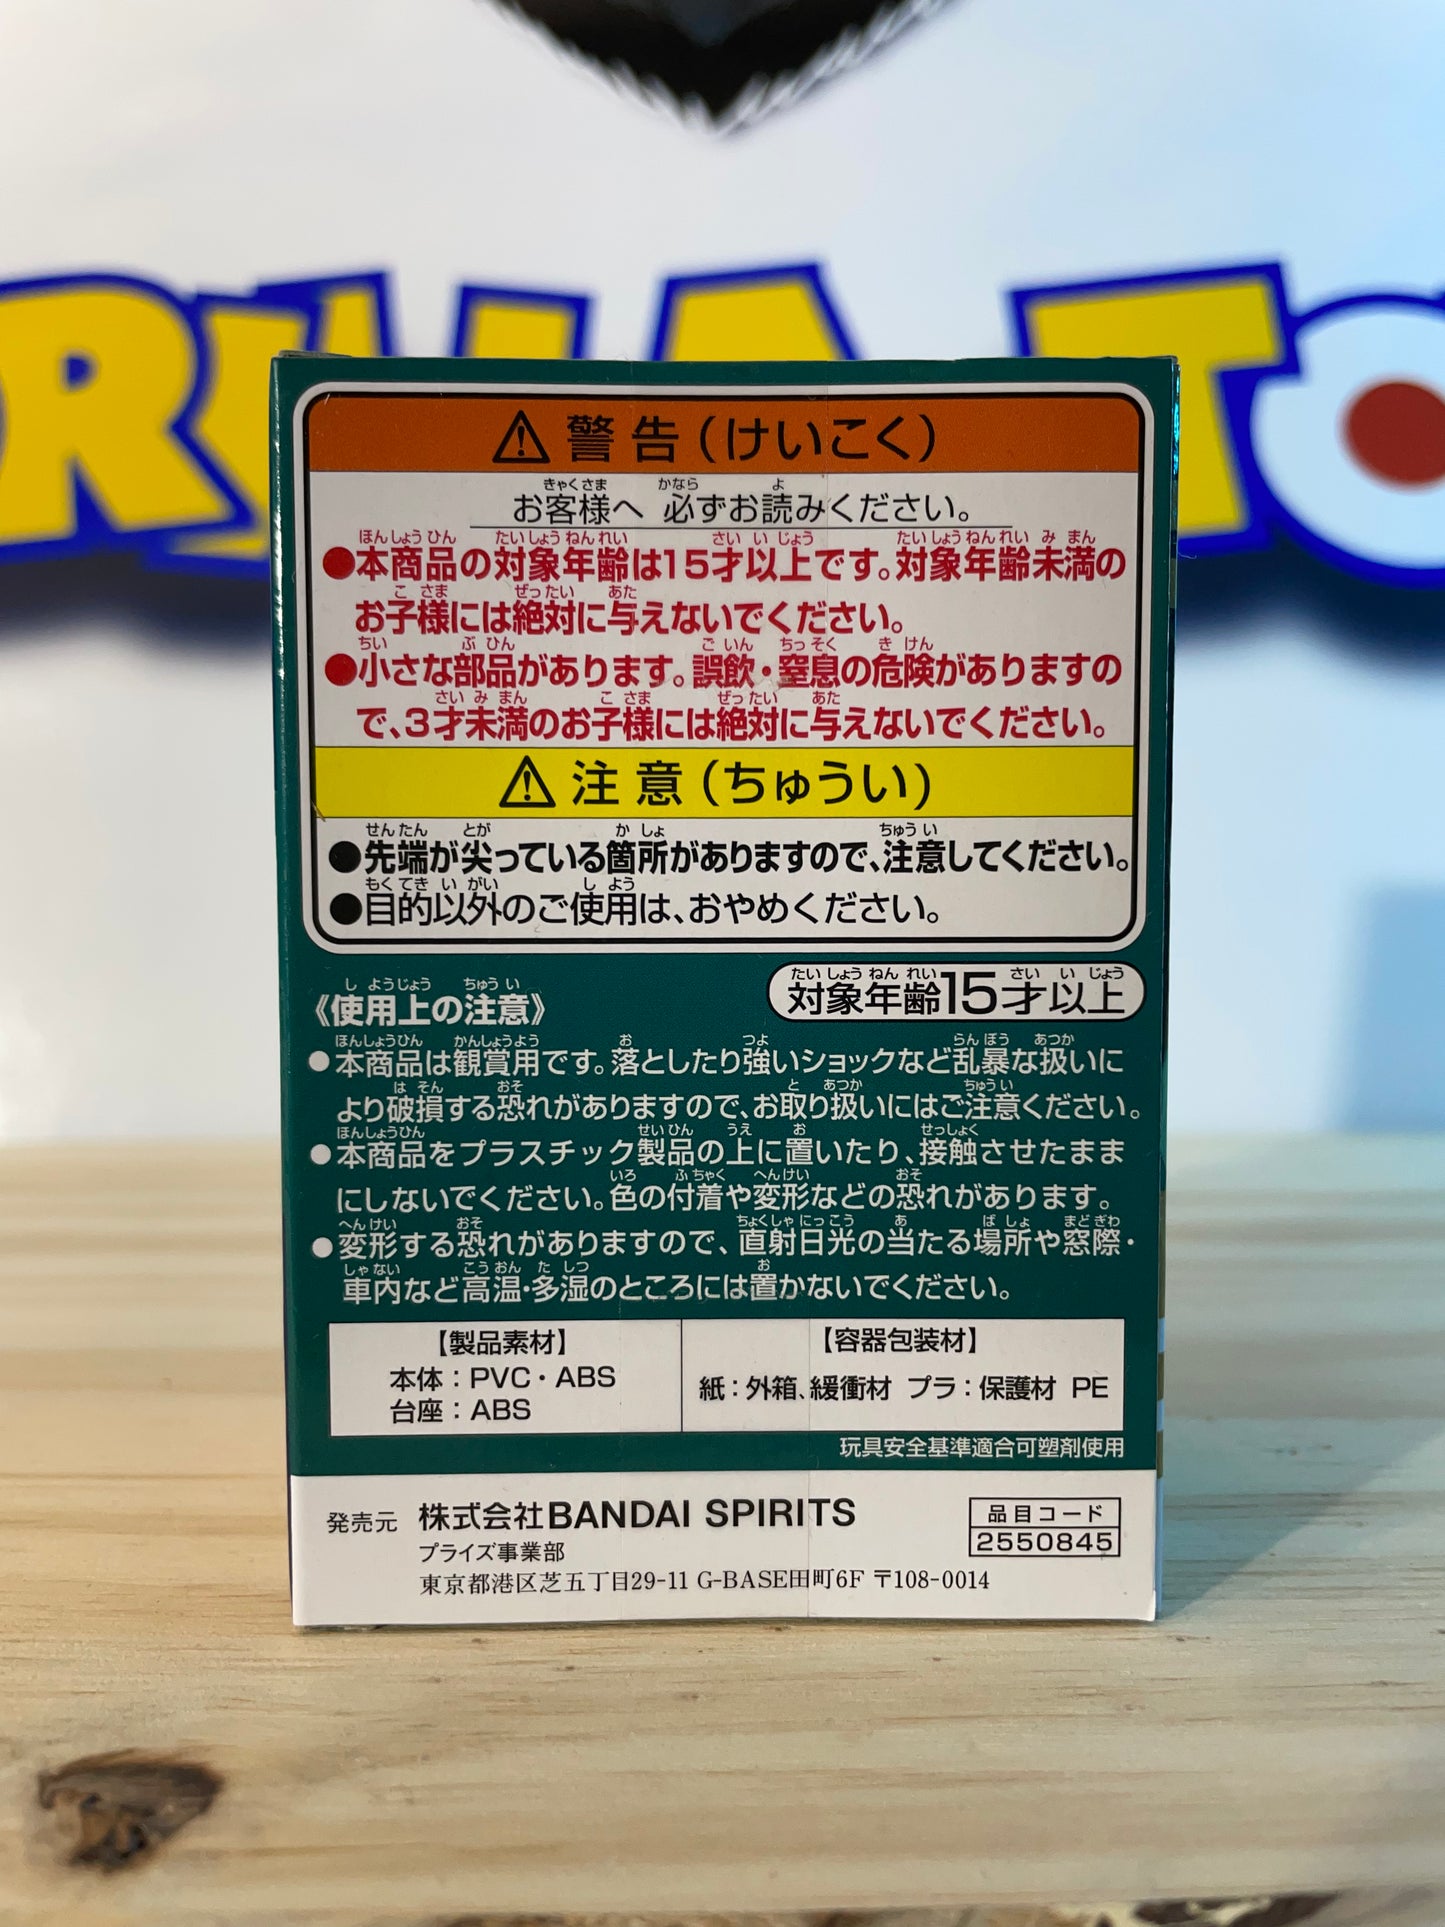 ⚠警告(けいこく)
お客様へ 必ずお読みください。
●本商品の対象年齢は15才以上です。対象年齢未満の
お子様には絶対に与えないでください。
●小さな部品があります。誤飲・窒息の危険がありますの
で、3才未満のお子様には絶対に与えないでください。
⚠注意(ちゅうい)
●先端が尖っている箇所がありますので、注意してください。
●目的以外のご使用は、おやめください。
対象年齢15才以上
《使用上の注意》
●本商品は観賞用です。落としたり強いショックなど乱暴な扱いに
より破損する恐れがありますので、お取り扱いにはご注意ください。
●本商品をプラスチック製品の上に置いたり、接触させたまま
にしないでください。色の付着や変形などの恐れがあります。
●変形する恐れがありますので、直射日光の当たる場所や窓際・
車内など高温・多湿のところには置かないでください。
【製品素材】
本体:PVC・ABS
台座:ABS
【容器包装材】
紙:外箱、緩衝材 プラ:保護材 PE
玩具安全基準適合可塑剤使用
発売元 株式会社BANDAI SPIRITS
プライズ事業部
東京都港区芝五丁目29-11 G-BASE田町6F 〒108-0014
品目コード
2550845